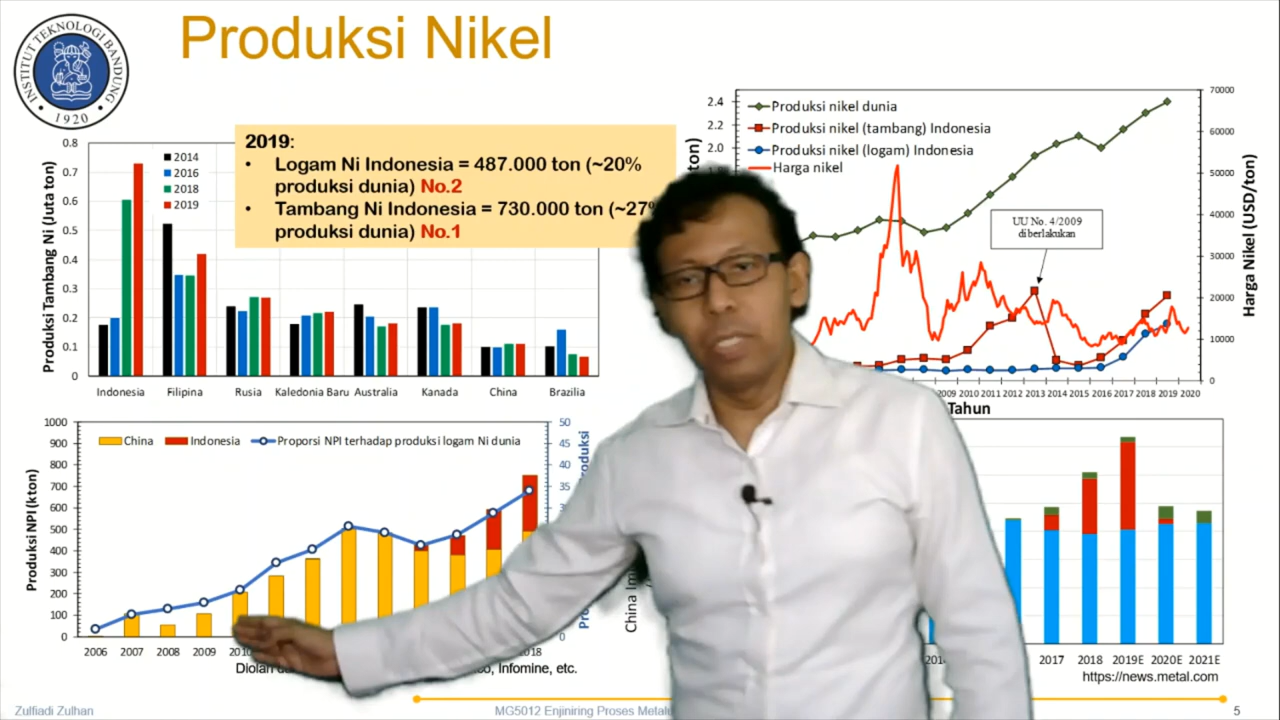 Produksi Nikel
INSTITUT TEKNOLOGI BANDUNG
1920
2019:
• Logam Ni Indonesia = 487.000 ton (~20%
produksi dunia) No.2
• Tambang Ni Indonesia = 730.000 ton (~27%
produksi dunia) No.1
Produksi Tambang Ni (Juta ton)
0.8
0.7
0.6
0.5
0.4
0.3
0.2
0.1
0
2014
2016
2018
2019
Indonesia Filipina Rusia Kaledonia Baru Australia Kanada China Brazilia
2.4
2.2
2.0
ton)
Produksi nikel dunia
Produksi nikel (tambang) Indonesia
Produksi nikel (logam) Indonesia
Harga nikel
UU No. 4/2009
diberlakukan
70000
60000
50000
40000
30000
20000
10000
0
Harga Nikel (USD/ton)
2009 2010 2011 2012 2013 2014 2015 2016 2017 2018 2019 2020
Tahun
Produksi NPI (kton)
1000
900
800
700
600
500
400
300
200
100
0
China Indonesia Proporsi NPI terhadap produksi logam Ni dunia
50
45
40
35
0
2006 2007 2008 2009 2010 2018
Infomine, etc.
China
2017 2018 2019E 2020E 2021E
https://news.metal.com
Zulfiadi Zulhan
MG5012 Enjiniring Proses
5